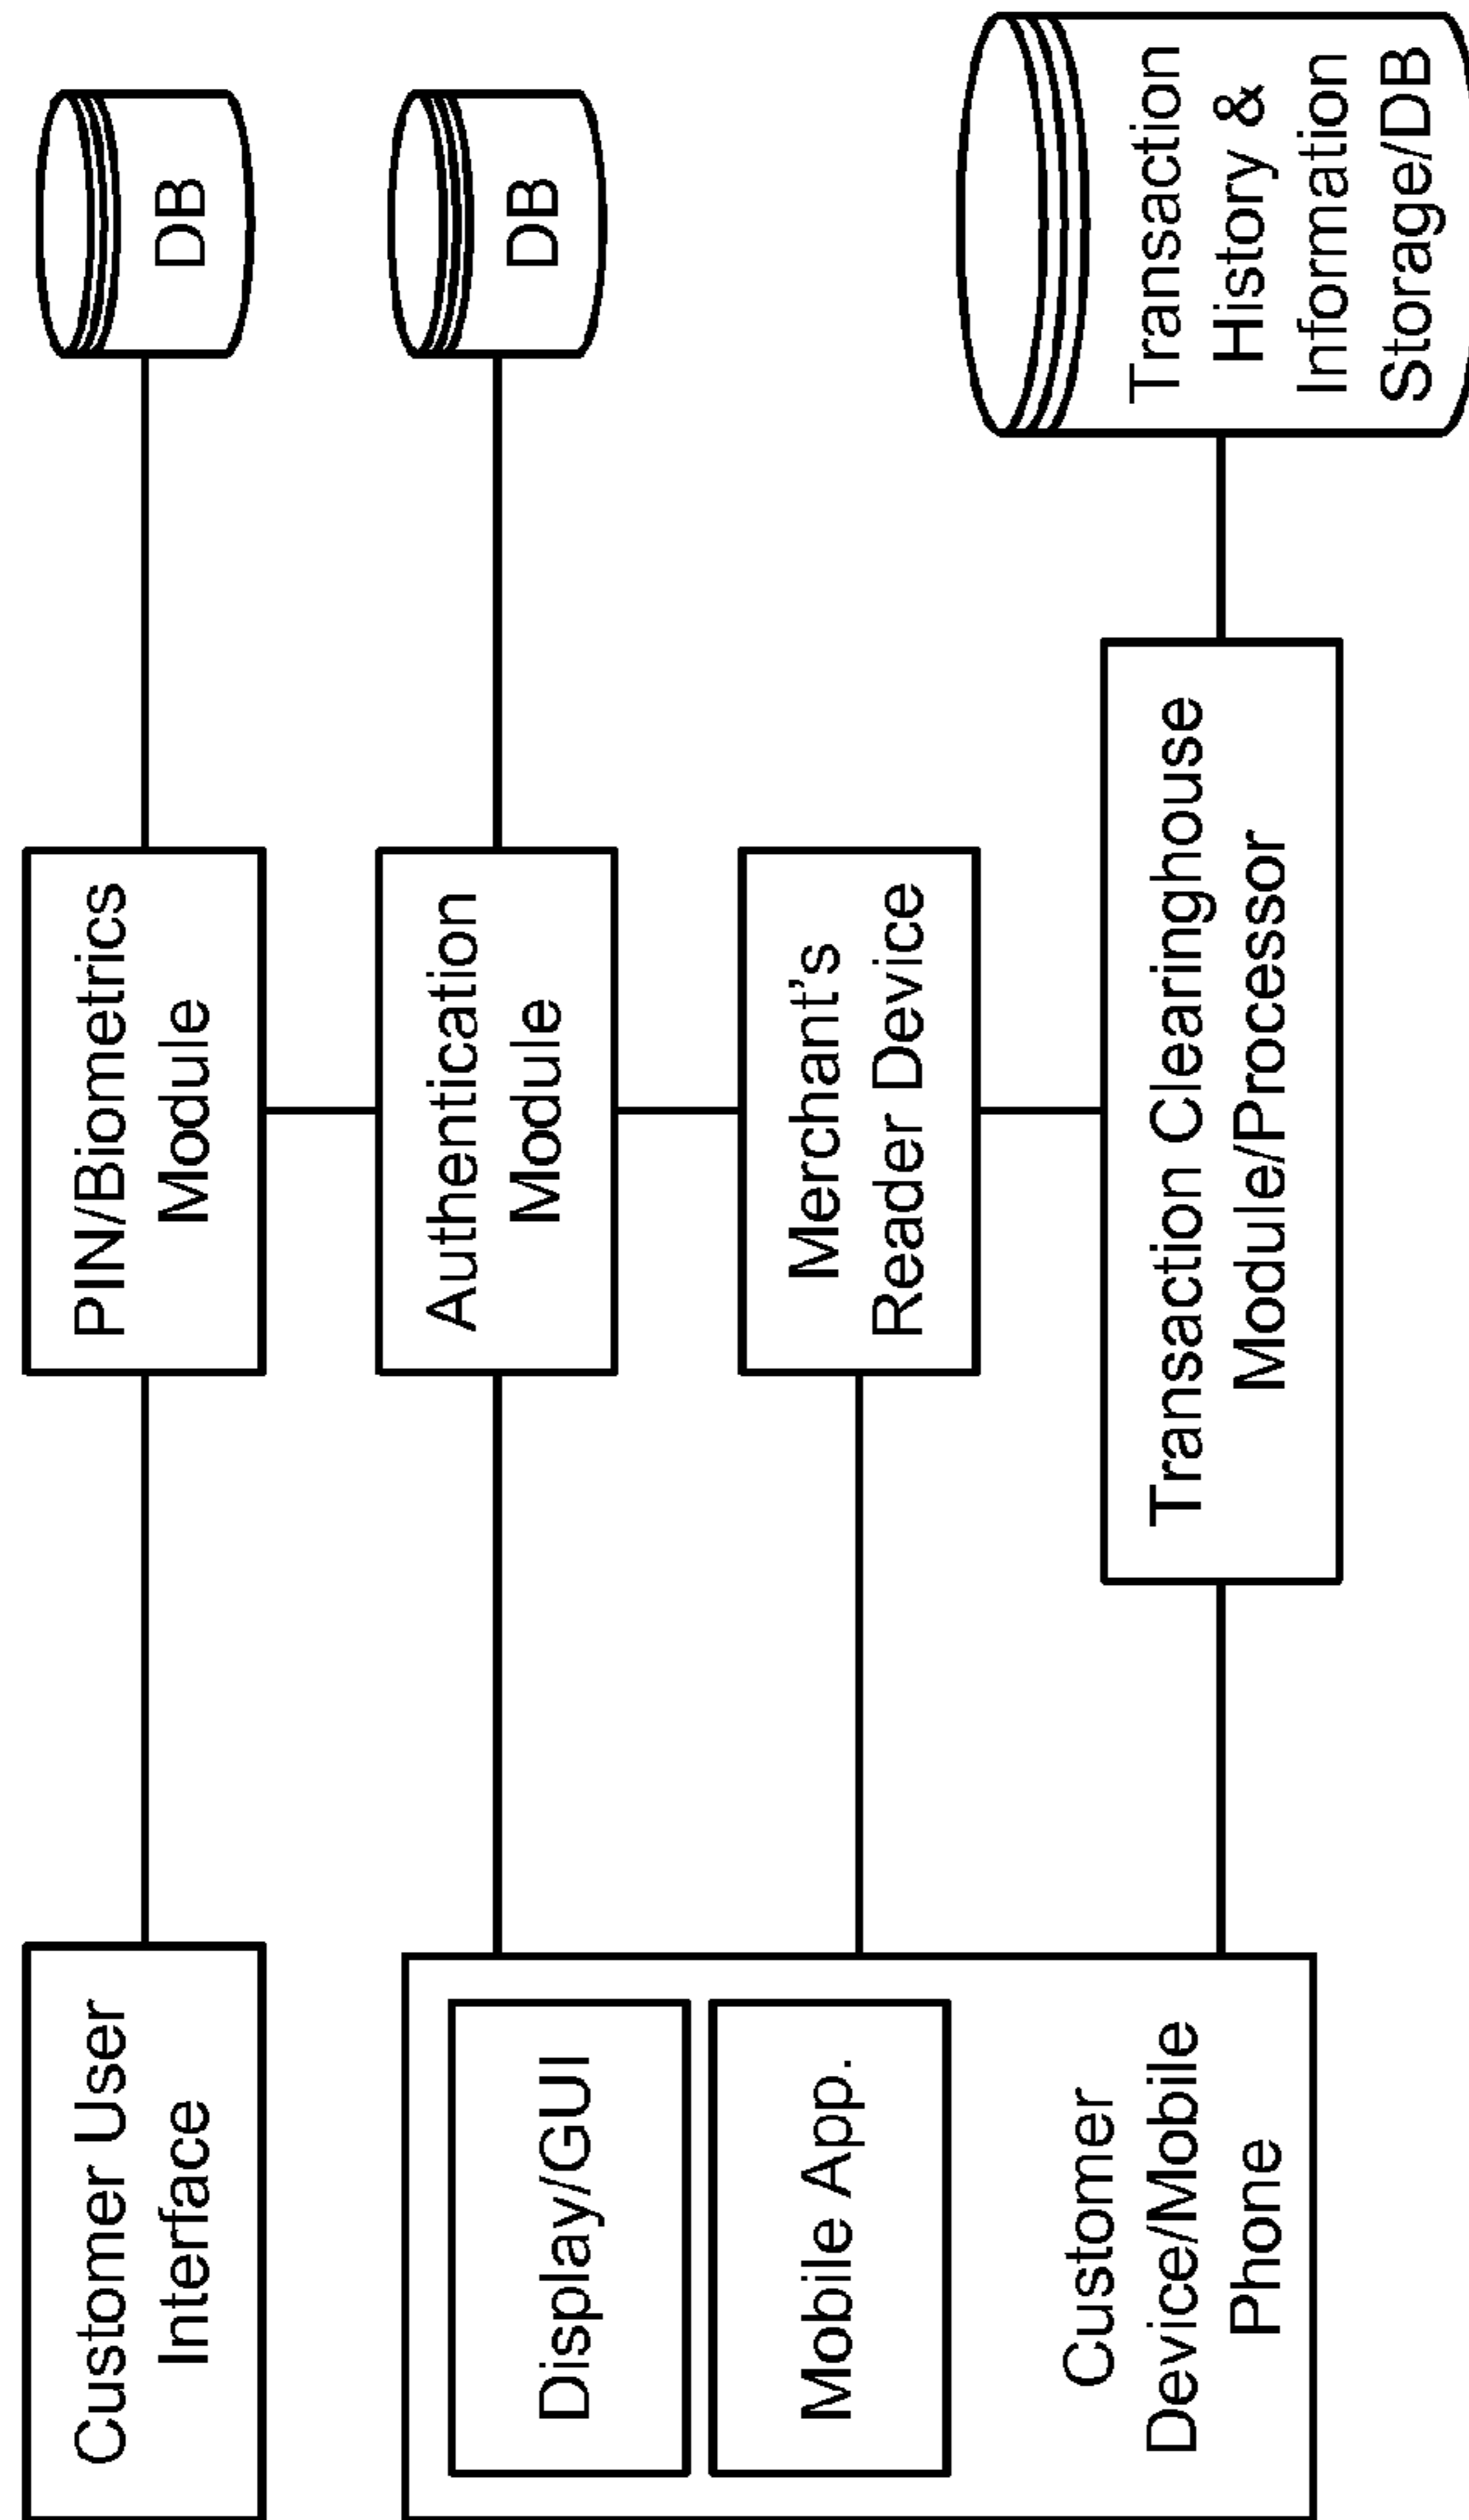 Customer User
Interface
PIN/Biometrics
Module
DB
Display/GUI
Mobile App.
Customer
Device/Mobile
Phone
Authentication
Module
DB
Merchant's
Reader Device
Transaction Clearinghouse
Module/Processor
Transaction
History &
Information
Storage/DB